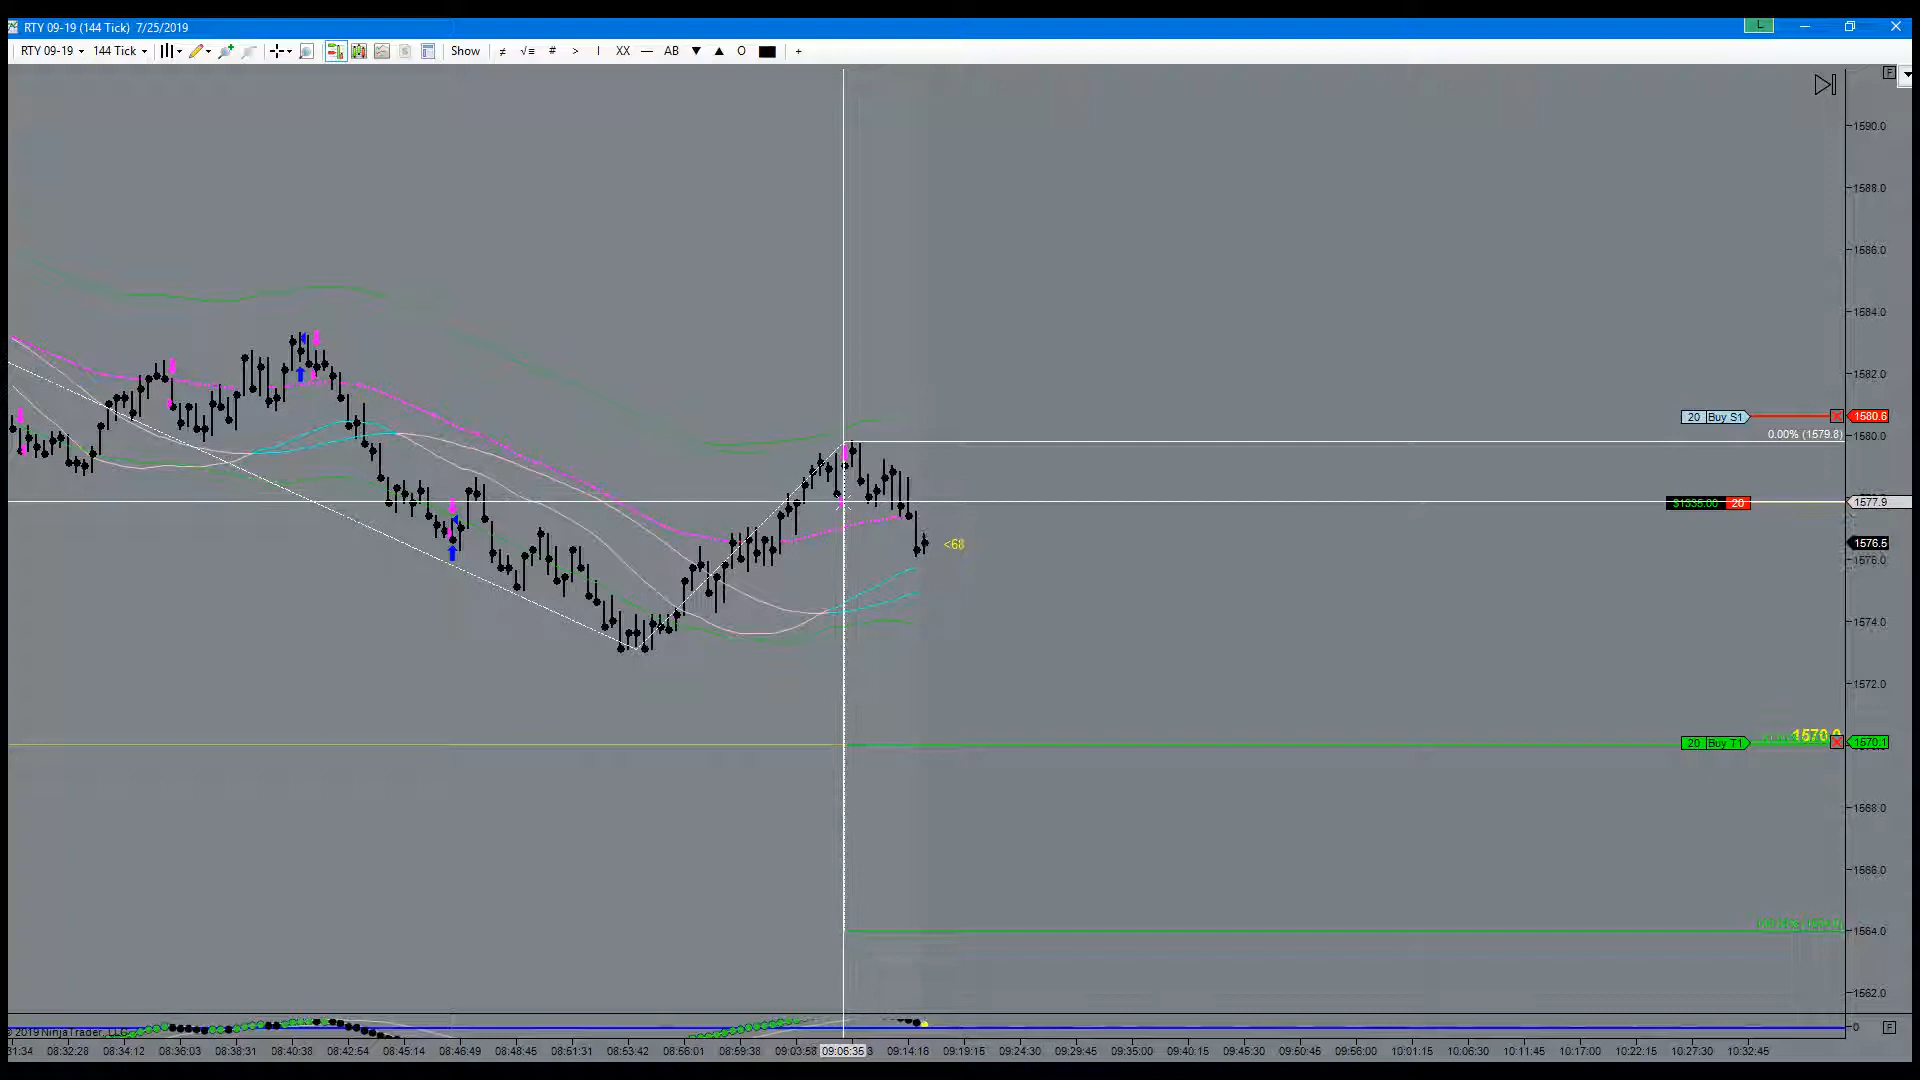 RTY 09-19 (144 Tick) 7/25/2019
L
RTY 09-19 144 Tick Show ≠ √≡ # > I XX — AB ▼ ▲ O +
F
1590.0
1588.0
1586.0
1584.0
1582.0
20 Buy S1 1580.6
0.00% (1579.8) 1580.0
$1335.00 20 1577.9
<68 1576.5
1576.0
1574.0
1572.0
1570.0
20 Buy T1 1570.1
1568.0
1566.0
1564.0
1562.0
© 2019 NinjaTrader, LLC
0 F
31:34 08:32:28 08:34:12 08:36:03 08:38:31 08:40:38 08:42:54 08:45:14 08:46:49 08:48:45 08:51:31 08:53:42 08:56:01 08:59:38 09:03:58 09:06:35 3 09:14:18 09:19:15 09:24:30 09:29:45 09:35:00 09:40:15 09:45:30 09:50:45 09:56:00 10:01:15 10:06:30 10:11:45 10:17:00 10:22:15 10:27:30 10:32:45